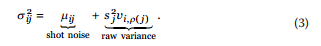 σ²ᵢⱼ = μᵢⱼ + s²ⱼvᵢ,ρ(ⱼ) . (3)
shot noise raw variance